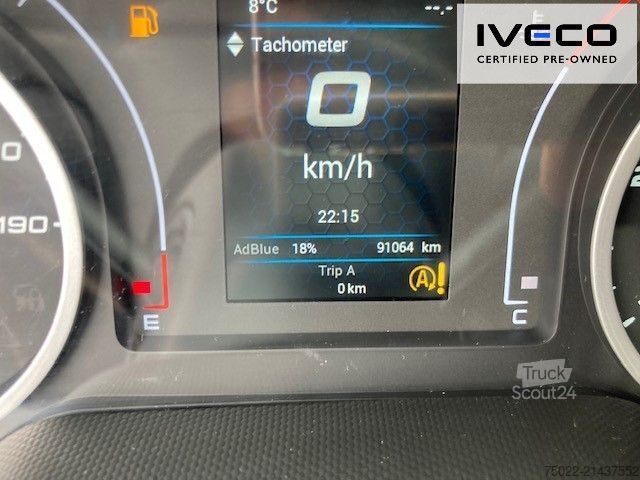 8°C
--.-
IVECO
CERTIFIED PRE-OWNED
Tachometer
0
km/h
22:15
AdBlue 18% 91064 km
Trip A
0 km
A!
190
E
C
Truck
Scout24
75022-21437552